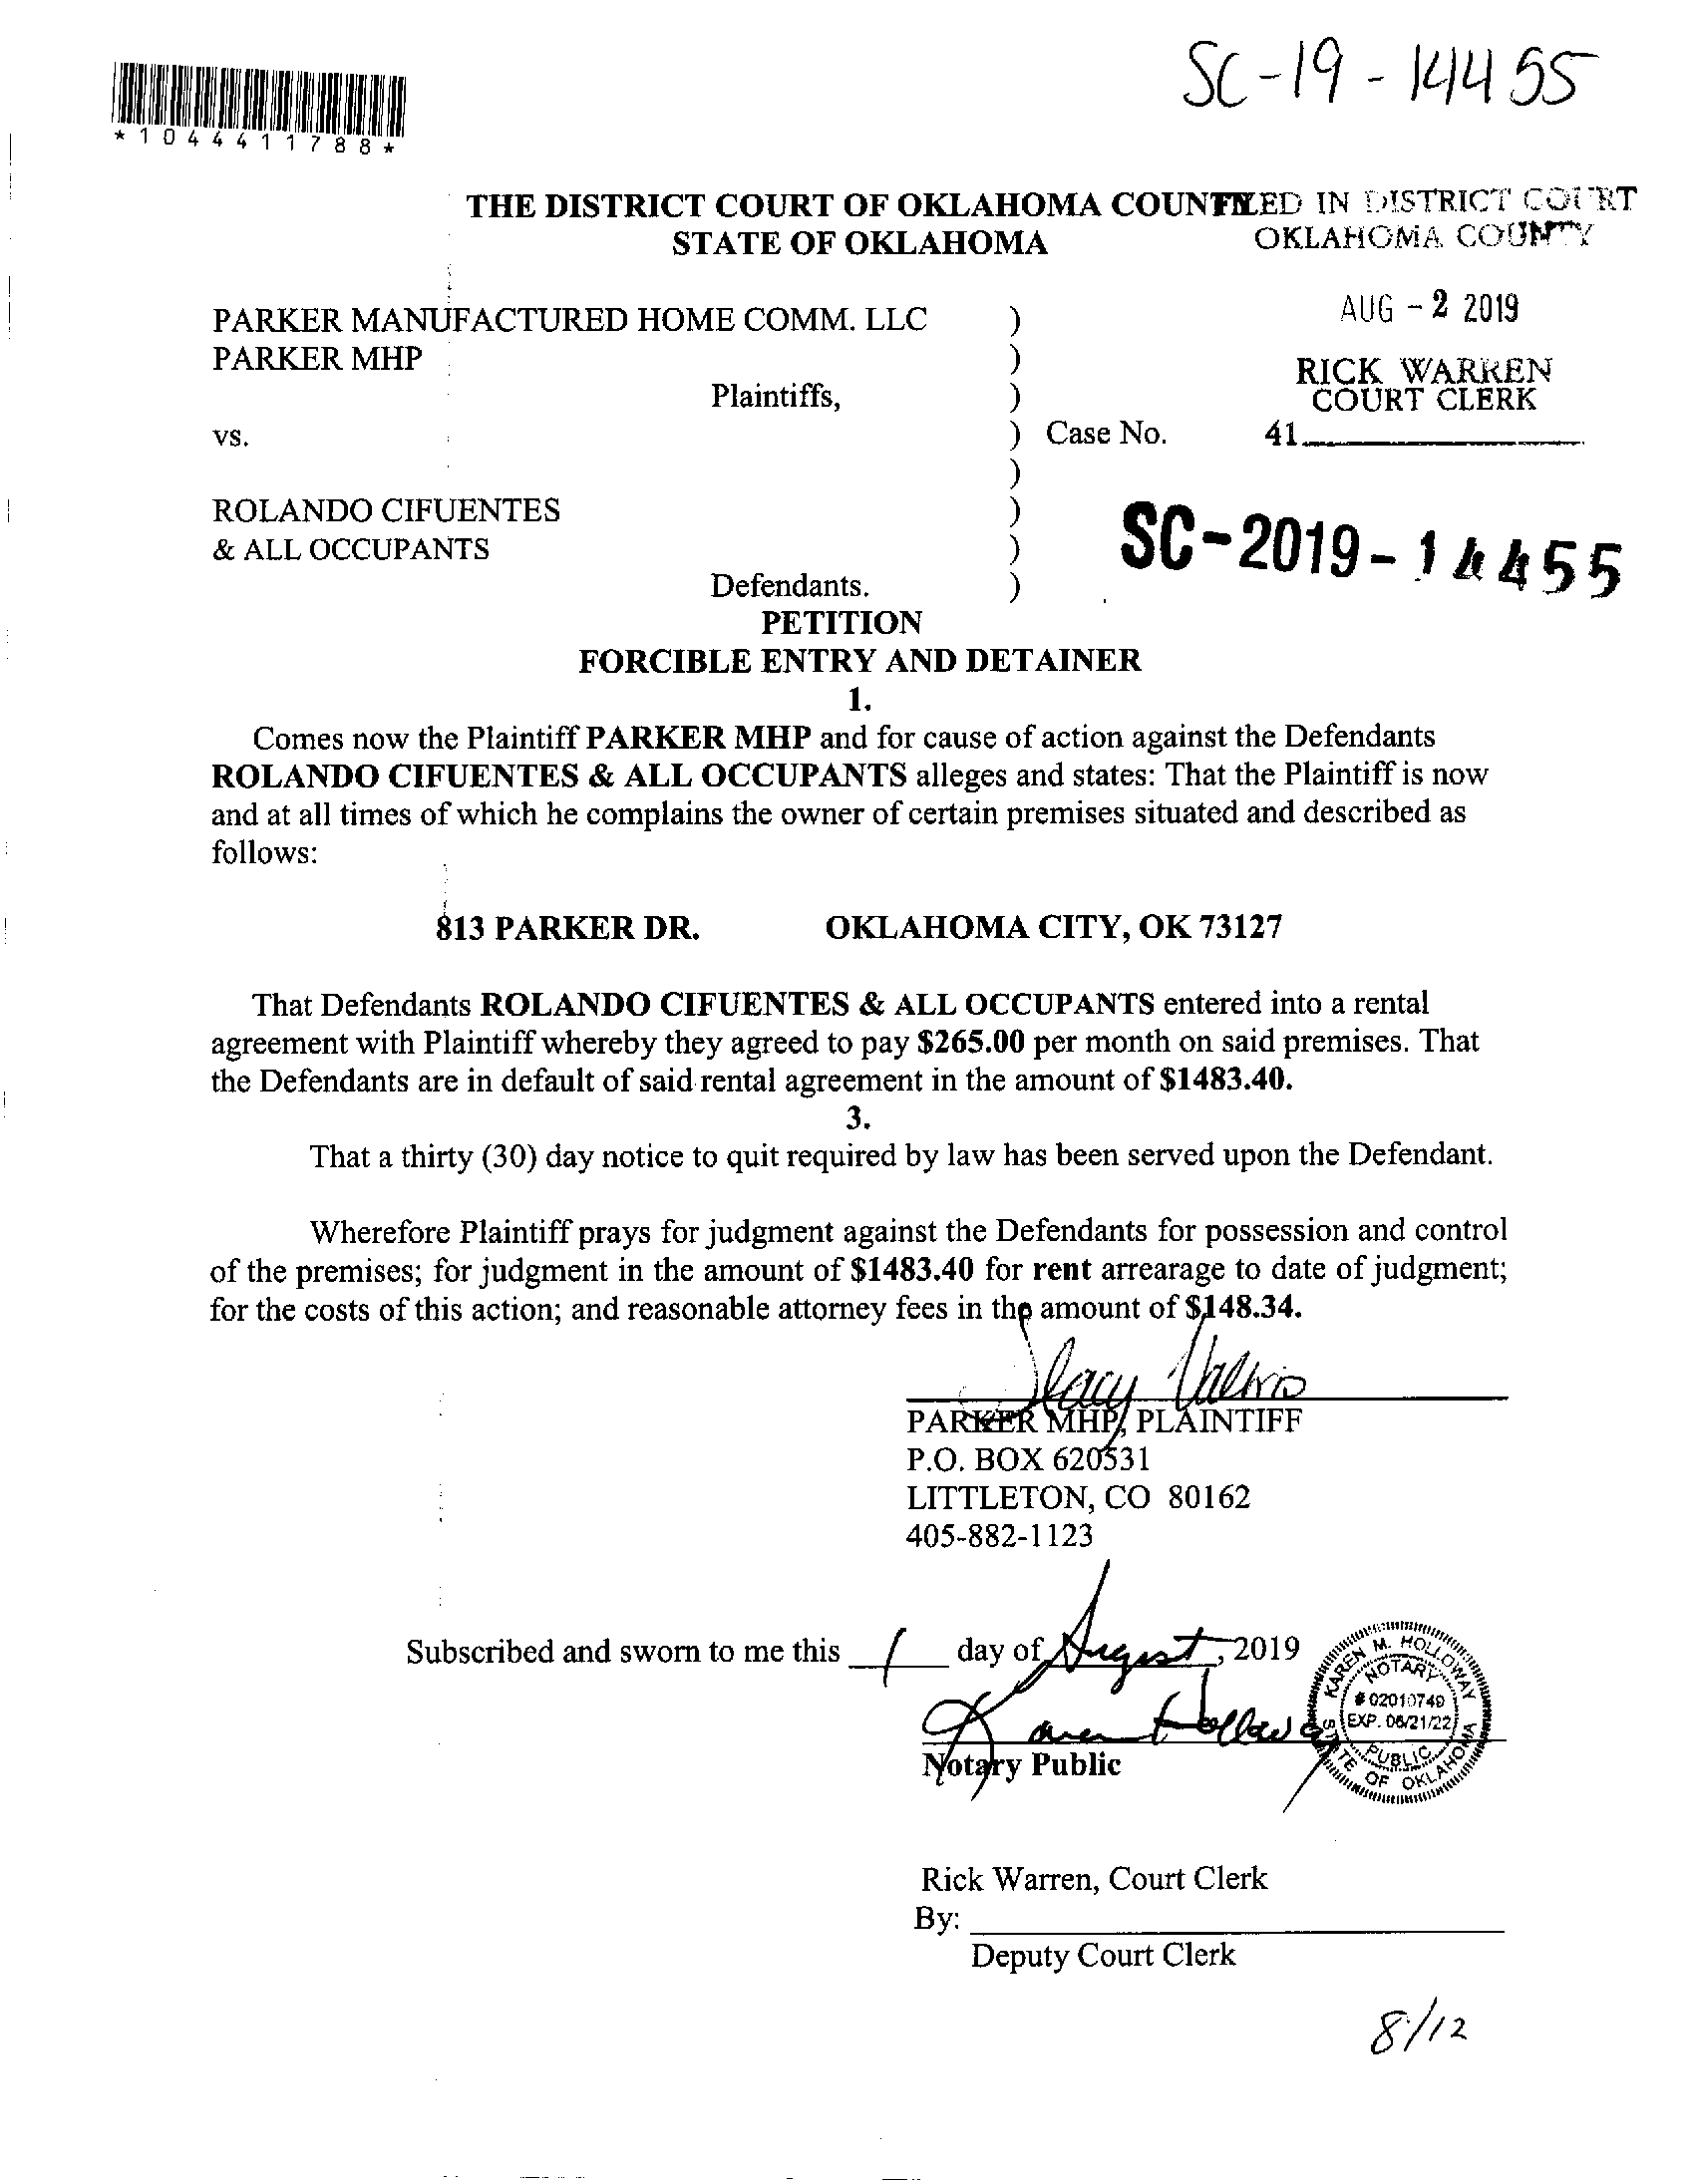 SC-19-14455
*1044411788*
THE DISTRICT COURT OF OKLAHOMA COUNTY
STATE OF OKLAHOMA
FILED IN DISTRICT COURT
OKLAHOMA COUNTY
AUG - 2 2019
RICK WARREN
COURT CLERK
41
PARKER MANUFACTURED HOME COMM. LLC )
PARKER MHP )
Plaintiffs, )
vs. ) Case No.
)
ROLANDO CIFUENTES )
& ALL OCCUPANTS )
SC-2019-14455
Defendants. )
PETITION
FORCIBLE ENTRY AND DETAINER
1.
Comes now the Plaintiff PARKER MHP and for cause of action against the Defendants
ROLANDO CIFUENTES & ALL OCCUPANTS alleges and states: That the Plaintiff is now
and at all times of which he complains the owner of certain premises situated and described as
follows:
813 PARKER DR. OKLAHOMA CITY, OK 73127
That Defendants ROLANDO CIFUENTES & ALL OCCUPANTS entered into a rental
agreement with Plaintiff whereby they agreed to pay $265.00 per month on said premises. That
the Defendants are in default of said rental agreement in the amount of $1483.40.
3.
That a thirty (30) day notice to quit required by law has been served upon the Defendant.
Wherefore Plaintiff prays for judgment against the Defendants for possession and control
of the premises; for judgment in the amount of $1483.40 for rent arrearage to date of judgment;
for the costs of this action; and reasonable attorney fees in the amount of $148.34.
PARKER MHP, PLAINTIFF
P.O. BOX 620531
LITTLETON, CO 80162
405-882-1123
Subscribed and sworn to me this 1 day of August, 2019
Karen Holloway
Notary Public
KAREN M. HOLLOWAY
NOTARY
# 02010749
EXP. 06/21/22
PUBLIC
STATE OF OKLAHOMA
Rick Warren, Court Clerk
By:
Deputy Court Clerk
8/12